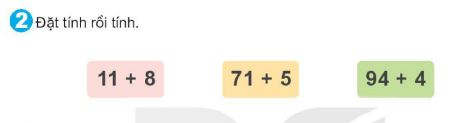 2 Đặt tính rồi tính.
11 + 8 71 + 5 94 + 4